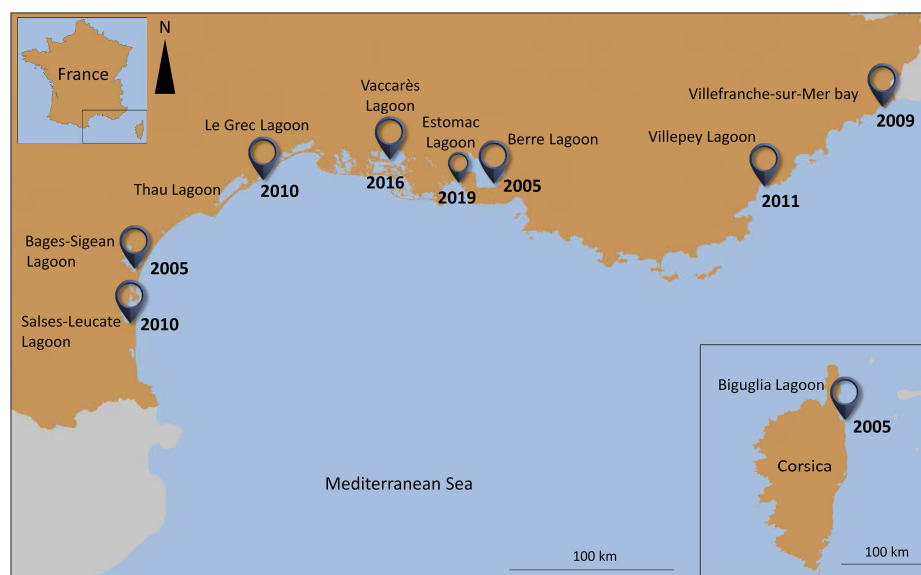 France
N
Vaccarès
Lagoon
Villefranche-sur-Mer bay
2009
Le Grec Lagoon
Estomac
Lagoon
Berre Lagoon
Villepey Lagoon
Thau Lagoon
2010
2016
2019
2005
2011
Bages-Sigean
Lagoon
2005
Salses-Leucate
Lagoon
2010
Biguglia Lagoon
2005
Corsica
Mediterranean Sea
100 km
100 km